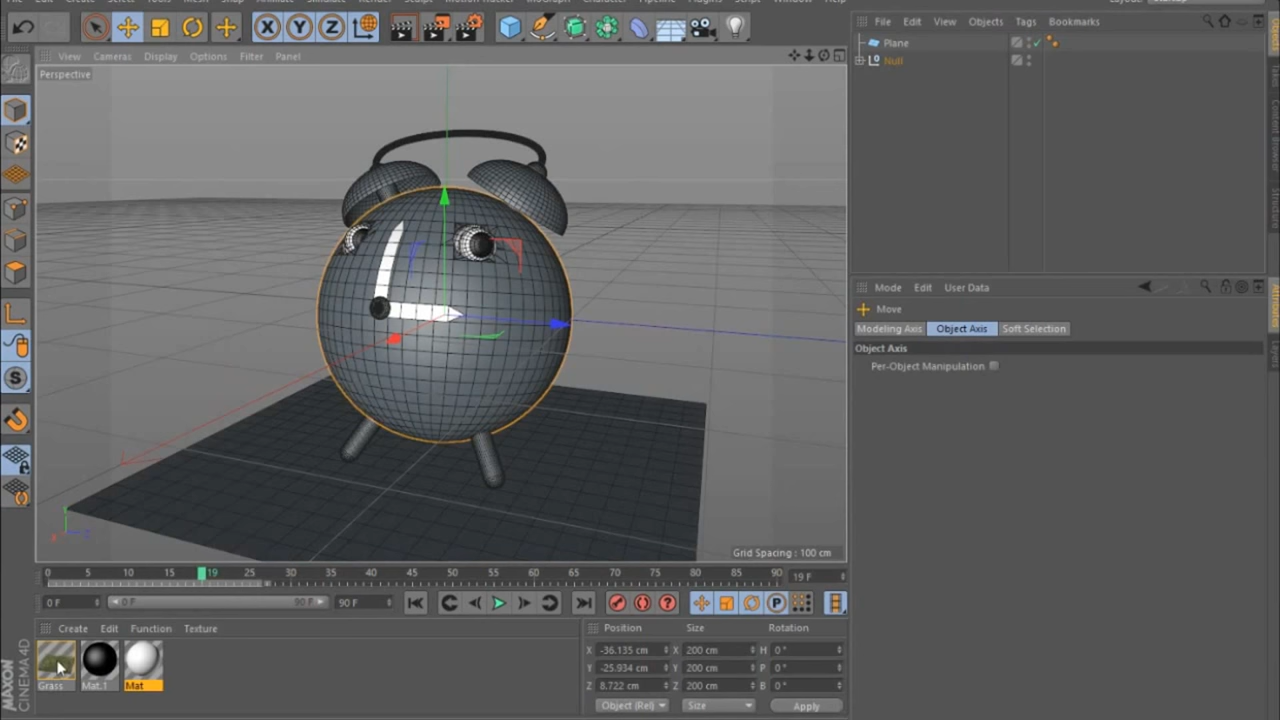 Layout:
File Edit View Objects Tags Bookmarks
View Cameras Display Options Filter Panel
Perspective
Plane
Null
Mode Edit User Data
Move
Modeling Axis Object Axis Soft Selection
Object Axis
Per-Object Manipulation
Grid Spacing : 100 cm
0 5 10 15 19 25 30 35 40 45 50 55 60 65 70 75 80 85 90 19 F
0 F 0 F 90 F 90 F
Create Edit Function Texture
Position Size Rotation
X -36.135 cm X 200 cm H 0 °
Y -25.934 cm Y 200 cm P 0 °
Z 8.722 cm Z 200 cm B 0 °
Object (Rel) Size Apply
Grass Mat.1 Mat
MAXON
CINEMA4D